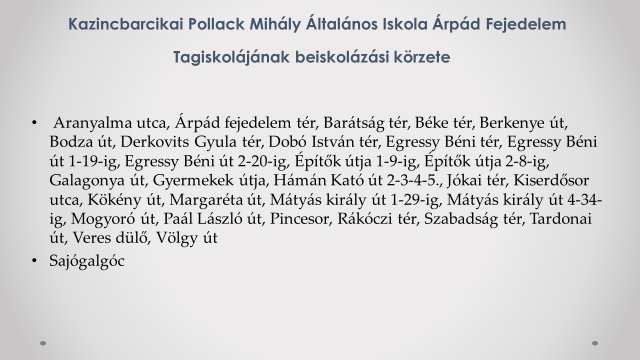 Kazincbarcikai Pollack Mihály Általános Iskola Árpád Fejedelem
Tagiskolájának beiskolázási körzete
• Aranyalma utca, Árpád fejedelem tér, Barátság tér, Béke tér, Berkenye út,
Bodza út, Derkovits Gyula tér, Dobó István tér, Egressy Béni tér, Egressy Béni
út 1-19-ig, Egressy Béni út 2-20-ig, Építők útja 1-9-ig, Építők útja 2-8-ig,
Galagonya út, Gyermekek útja, Hámán Kató út 2-3-4-5., Jókai tér, Kiserdősor
utca, Kökény út, Margaréta út, Mátyás király út 1-29-ig, Mátyás király út 4-34-
ig, Mogyoró út, Paál László út, Pincesor, Rákóczi tér, Szabadság tér, Tardonai
út, Veres dülő, Völgy út
• Sajógalgóc